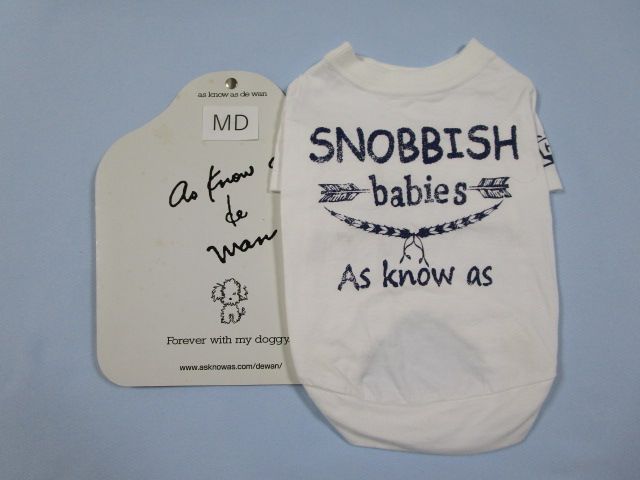 as know as de wan
MD
as know
de
wan
Forever with my doggy.
www.asknowas.com/dewan/
SNOBBISH
babies
As know as